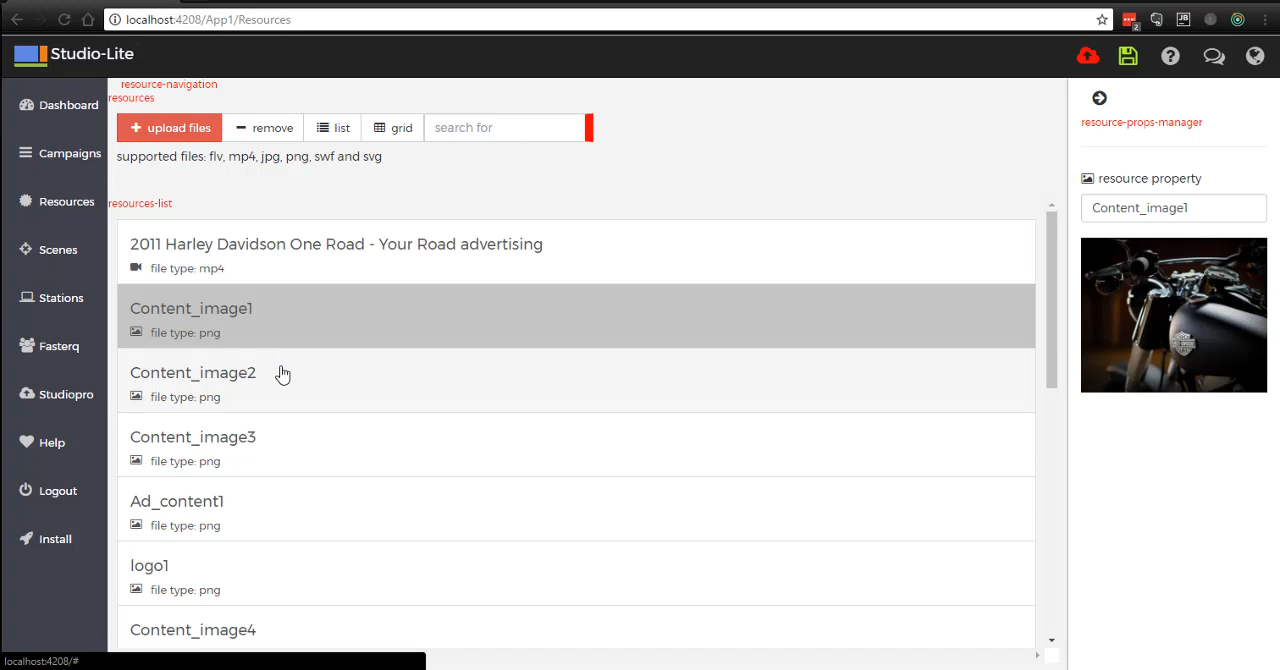 localhost:4208/App1/Resources
2
JB
Studio-Lite
Dashboard
Campaigns
Resources
Scenes
Stations
Fasterq
Studiopro
Help
Logout
Install
resource-navigation
resources
+ upload files
remove
list
grid
search for
supported files: flv, mp4, jpg, png, swf and svg
resources-list
2011 Harley Davidson One Road - Your Road advertising
file type: mp4
Content_image1
file type: png
Content_image2
file type: png
Content_image3
file type: png
Ad_content1
file type: png
logo1
file type: png
Content_image4
resource-props-manager
resource property
Content_image1
localhost:4208/#